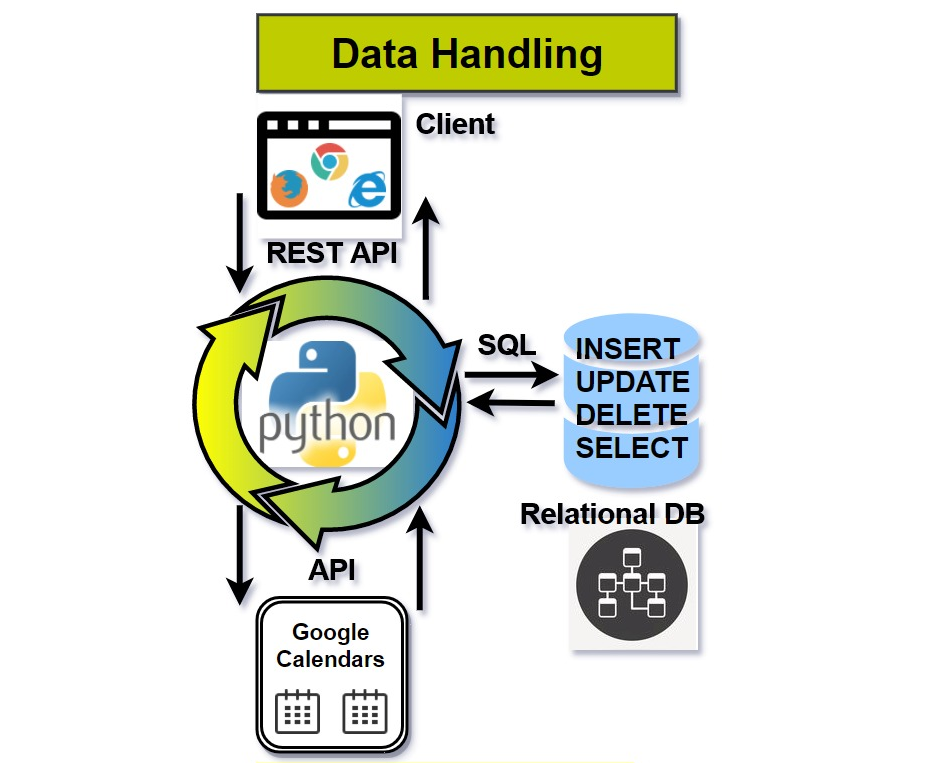 Data Handling
Client
REST API
python
SQL
INSERT
UPDATE
DELETE
SELECT
Relational DB
API
Google
Calendars